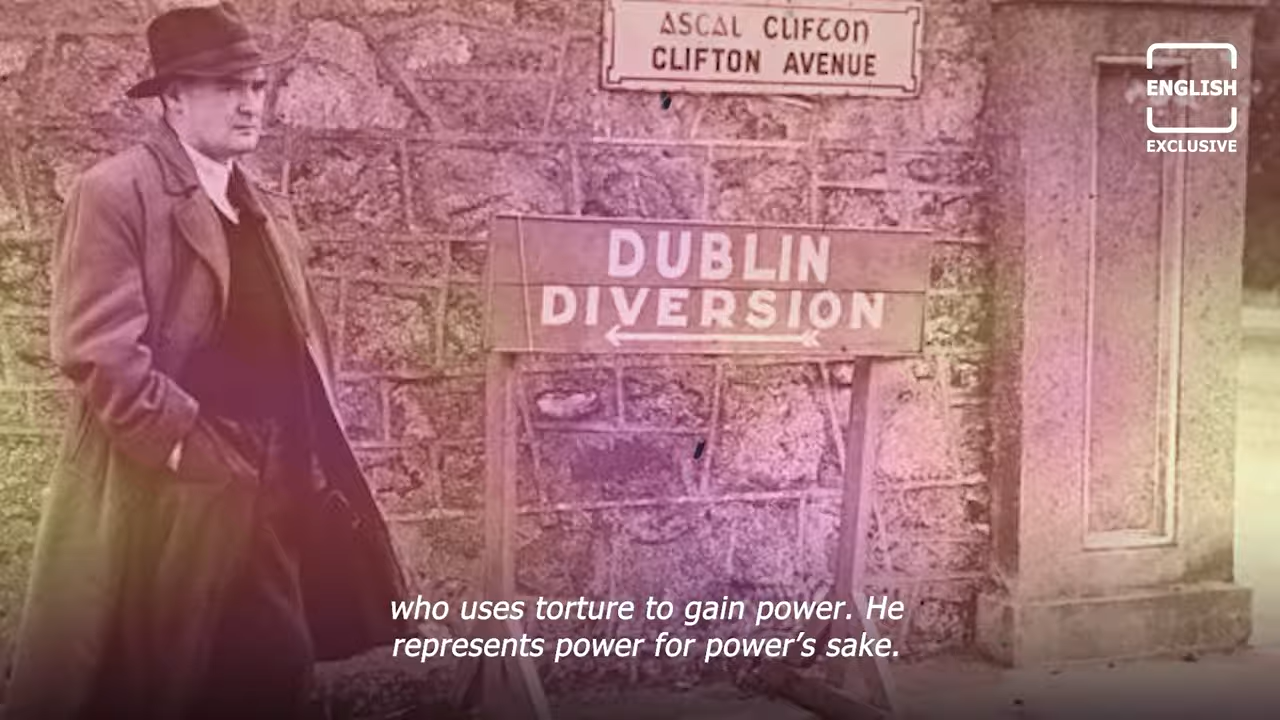 ASCAL CLIFTON
CLIFTON AVENUE
ENGLISH
EXCLUSIVE
DUBLIN
DIVERSION
who uses torture to gain power. He
represents power for power’s sake.